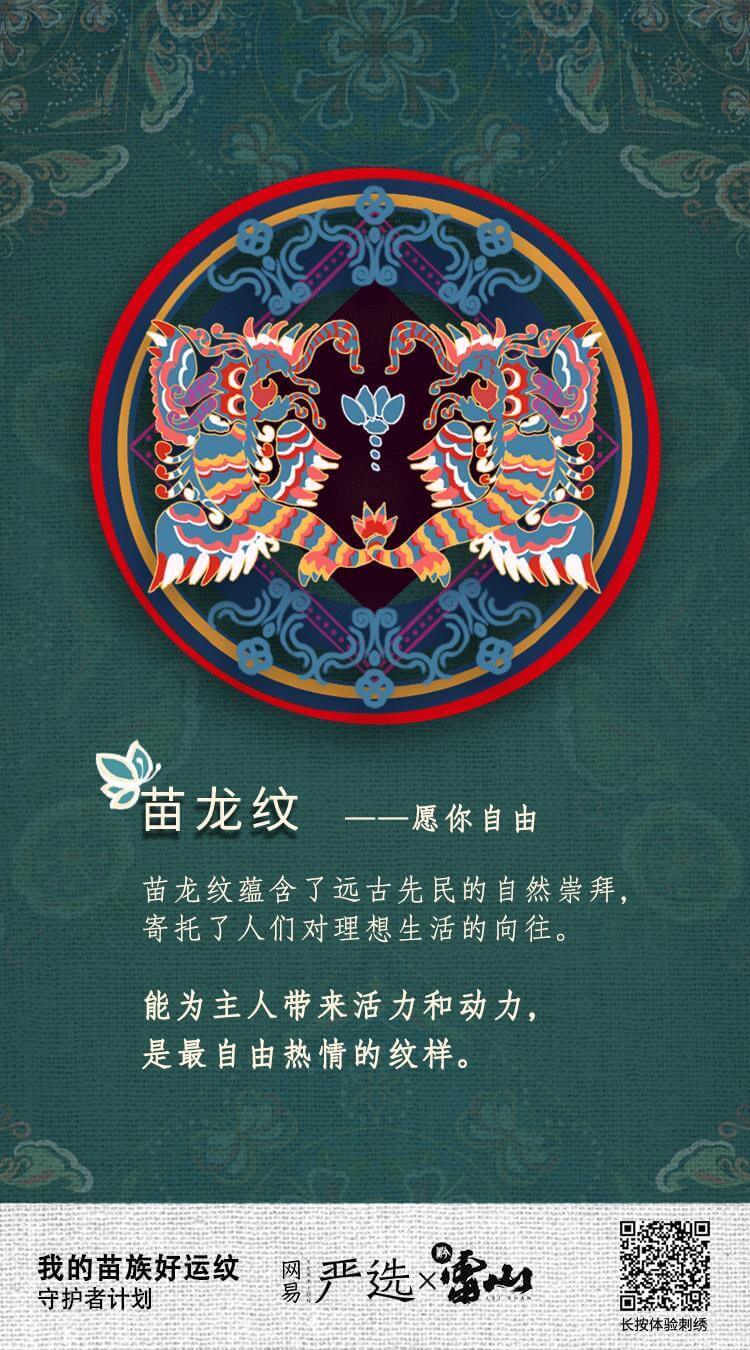 苗龙纹 ——愿你自由
苗龙纹蕴含了远古先民的自然崇拜，
寄托了人们对理想生活的向往。
能为主人带来活力和动力，
是最自由热情的纹样。
我的苗族好运纹
守护者计划
网易严选×雷山
长按体验刺绣